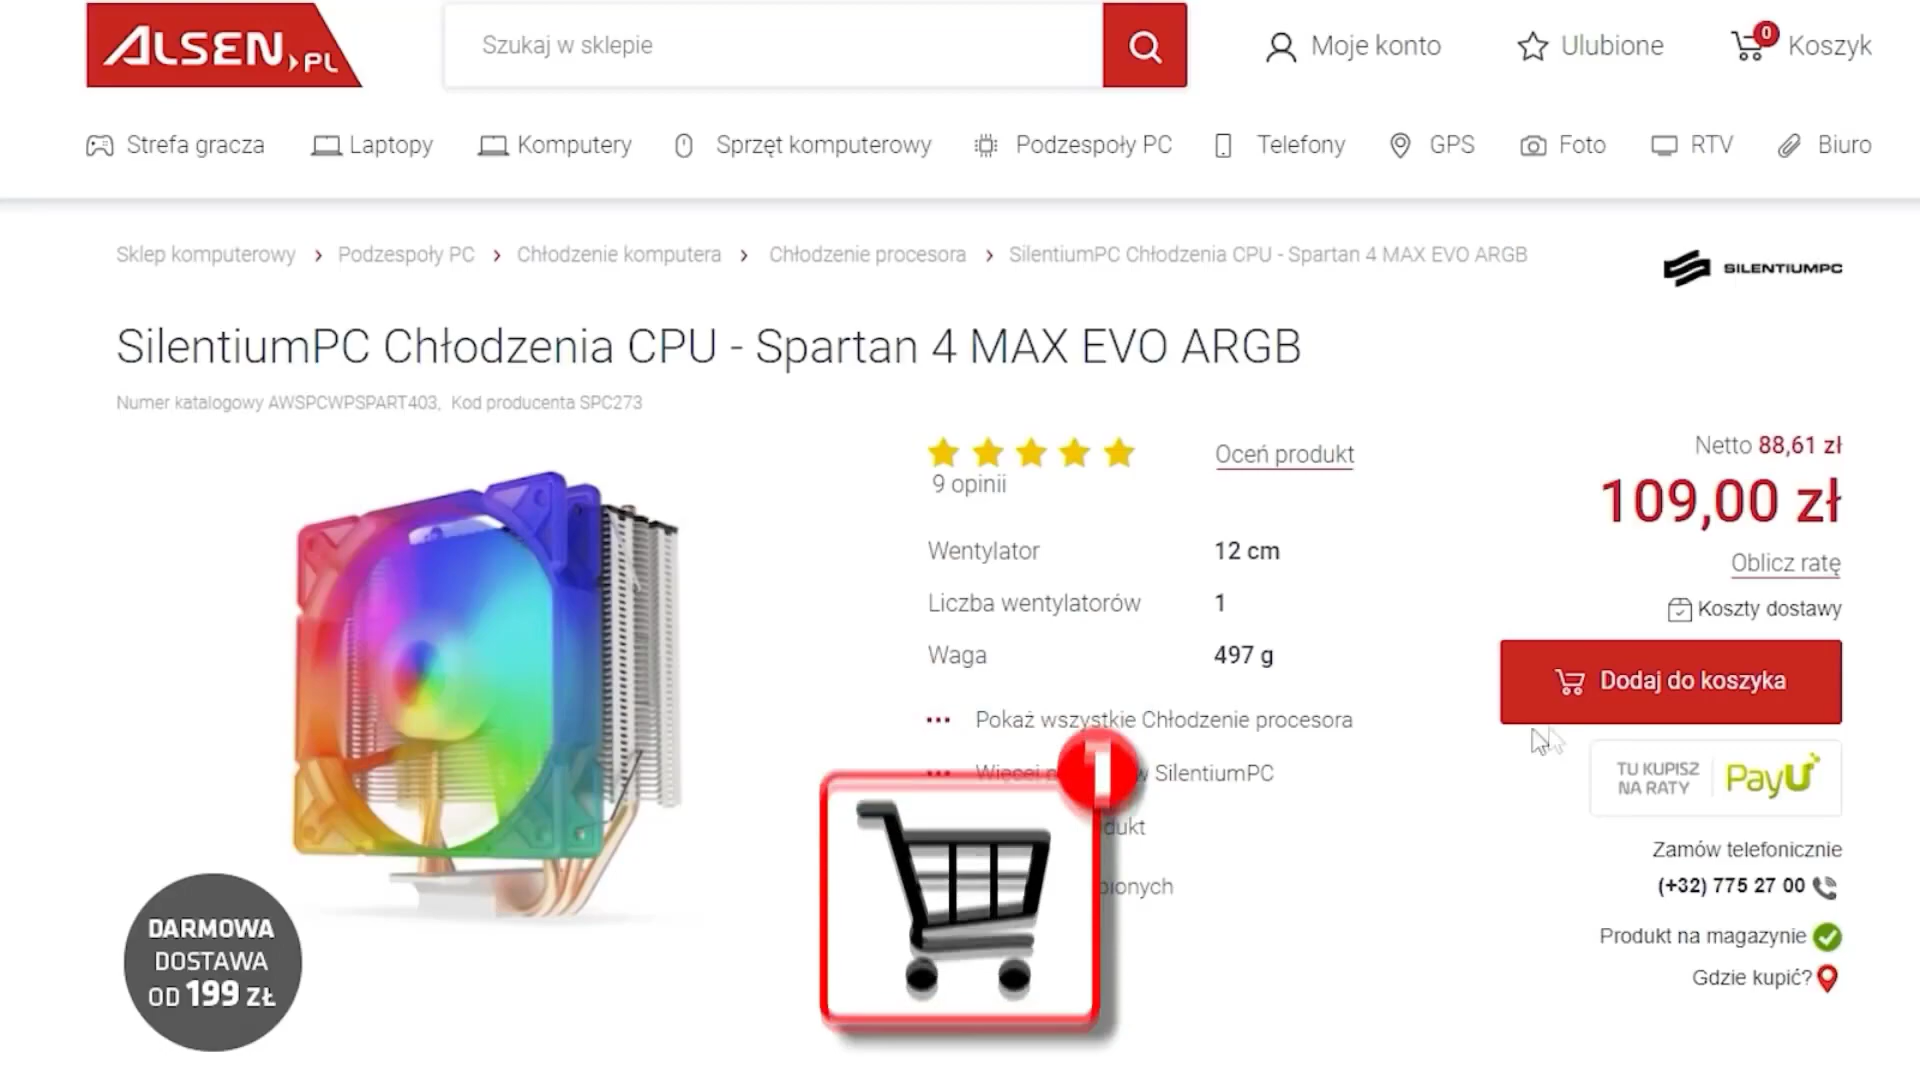 ALSEN.PL
Szukaj w sklepie
Moje konto
Ulubione
0
Koszyk
Strefa gracza
Laptopy
Komputery
Sprzęt komputerowy
Podzespoły PC
Telefony
GPS
Foto
RTV
Biuro
Sklep komputerowy > Podzespoły PC > Chłodzenie komputera > Chłodzenie procesora > SilentiumPC Chłodzenia CPU - Spartan 4 MAX EVO ARGB
SILENTIUMPC
SilentiumPC Chłodzenia CPU - Spartan 4 MAX EVO ARGB
Numer katalogowy AWSPCWPSPART403, Kod producenta SPC273
Oceń produkt
9 opinii
Wentylator 12 cm
Liczba wentylatorów 1
Waga 497 g
Pokaż wszystkie Chłodzenie procesora
SilentiumPC
Netto 88,61 zł
109,00 zł
Oblicz ratę
Koszty dostawy
Dodaj do koszyka
TU KUPISZ
NA RATY
PayU
Zamów telefonicznie
(+32) 775 27 00
Produkt na magazynie
Gdzie kupić?
DARMOWA
DOSTAWA
OD 199 ZŁ
1